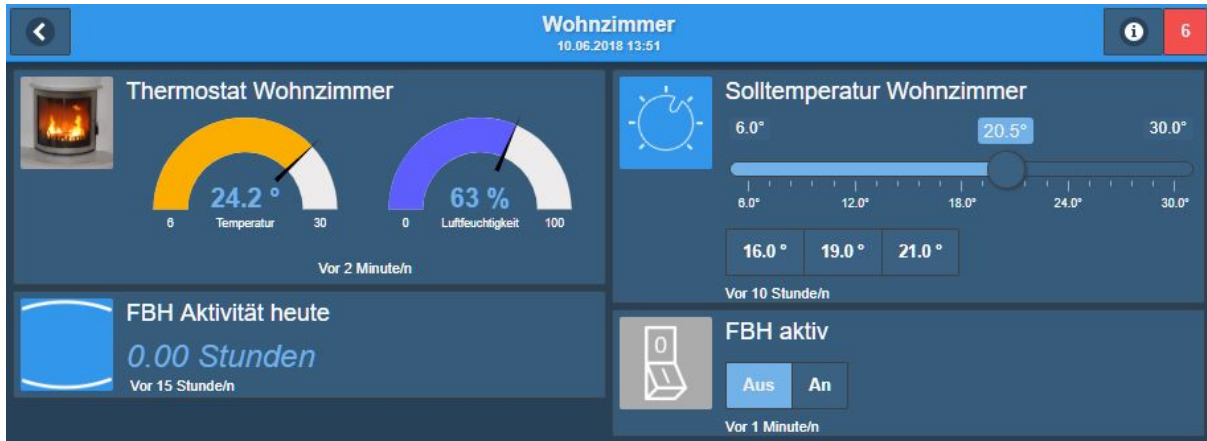 Wohnzimmer
10.06.2018 13:51
6
Thermostat Wohnzimmer
24.2 °
6 Temperatur 30
63 %
0 Luftfeuchtigkeit 100
Vor 2 Minute/n
FBH Aktivität heute
0.00 Stunden
Vor 15 Stunde/n
Solltemperatur Wohnzimmer
6.0° 20.5° 30.0°
6.0° 12.0° 18.0° 24.0° 30.0°
16.0 ° 19.0 ° 21.0 °
Vor 10 Stunde/n
FBH aktiv
0
Aus An
Vor 1 Minute/n